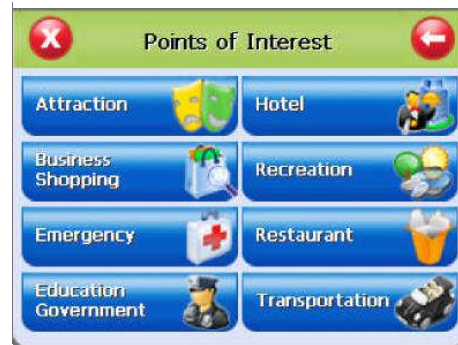 Points of Interest
Attraction
Hotel
Business
Shopping
Recreation
Emergency
Restaurant
Education
Government
Transportation